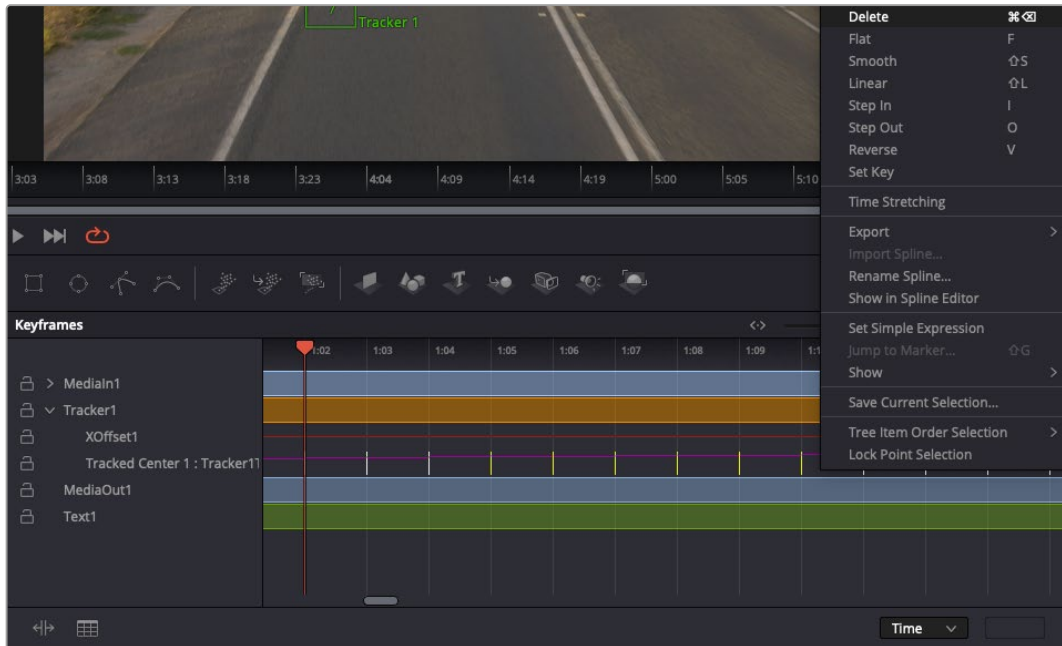 Tracker 1
3:03 3:08 3:13 3:18 3:23 4:04 4:09 4:14 4:19 5:00 5:05 5:10
Delete ⌘⌫
Flat F
Smooth ⇧S
Linear ⇧L
Step In I
Step Out O
Reverse V
Set Key
Time Stretching
Export >
Import Spline...
Rename Spline...
Show in Spline Editor
Set Simple Expression
Jump to Marker... ⇧G
Show >
Save Current Selection...
Tree Item Order Selection >
Lock Point Selection
Keyframes
1:02 1:03 1:04 1:05 1:06 1:07 1:08 1:09
MediaIn1
Tracker1
XOffset1
Tracked Center 1 : Tracker1
MediaOut1
Text1
Time